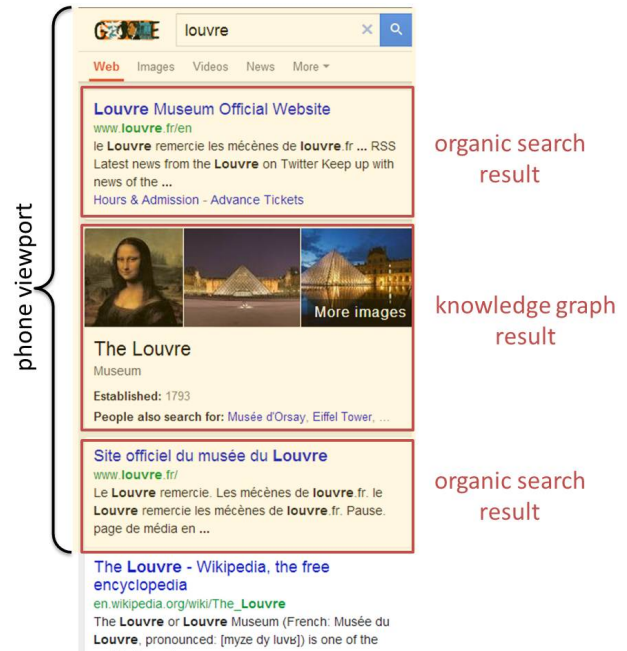 Google
louvre
Web Images Videos News More
Louvre Museum Official Website
www.louvre.fr/en
le Louvre remercie les mécènes de louvre.fr ... RSS
Latest news from the Louvre on Twitter Keep up with
news of the ...
Hours & Admission - Advance Tickets
organic search
result
phone viewport
More images
knowledge graph
result
The Louvre
Museum
Established: 1793
People also search for: Musée d'Orsay, Eiffel Tower, ...
Site officiel du musée du Louvre
www.louvre.fr/
Le Louvre remercie. Les mécènes de louvre.fr. le
Louvre remercie les mécènes de louvre.fr. Pause.
page de média en ...
organic search
result
The Louvre - Wikipedia, the free
encyclopedia
en.wikipedia.org/wiki/The_Louvre
The Louvre or Louvre Museum (French: Musée du
Louvre, pronounced: [myze dy luvʁ]) is one of the